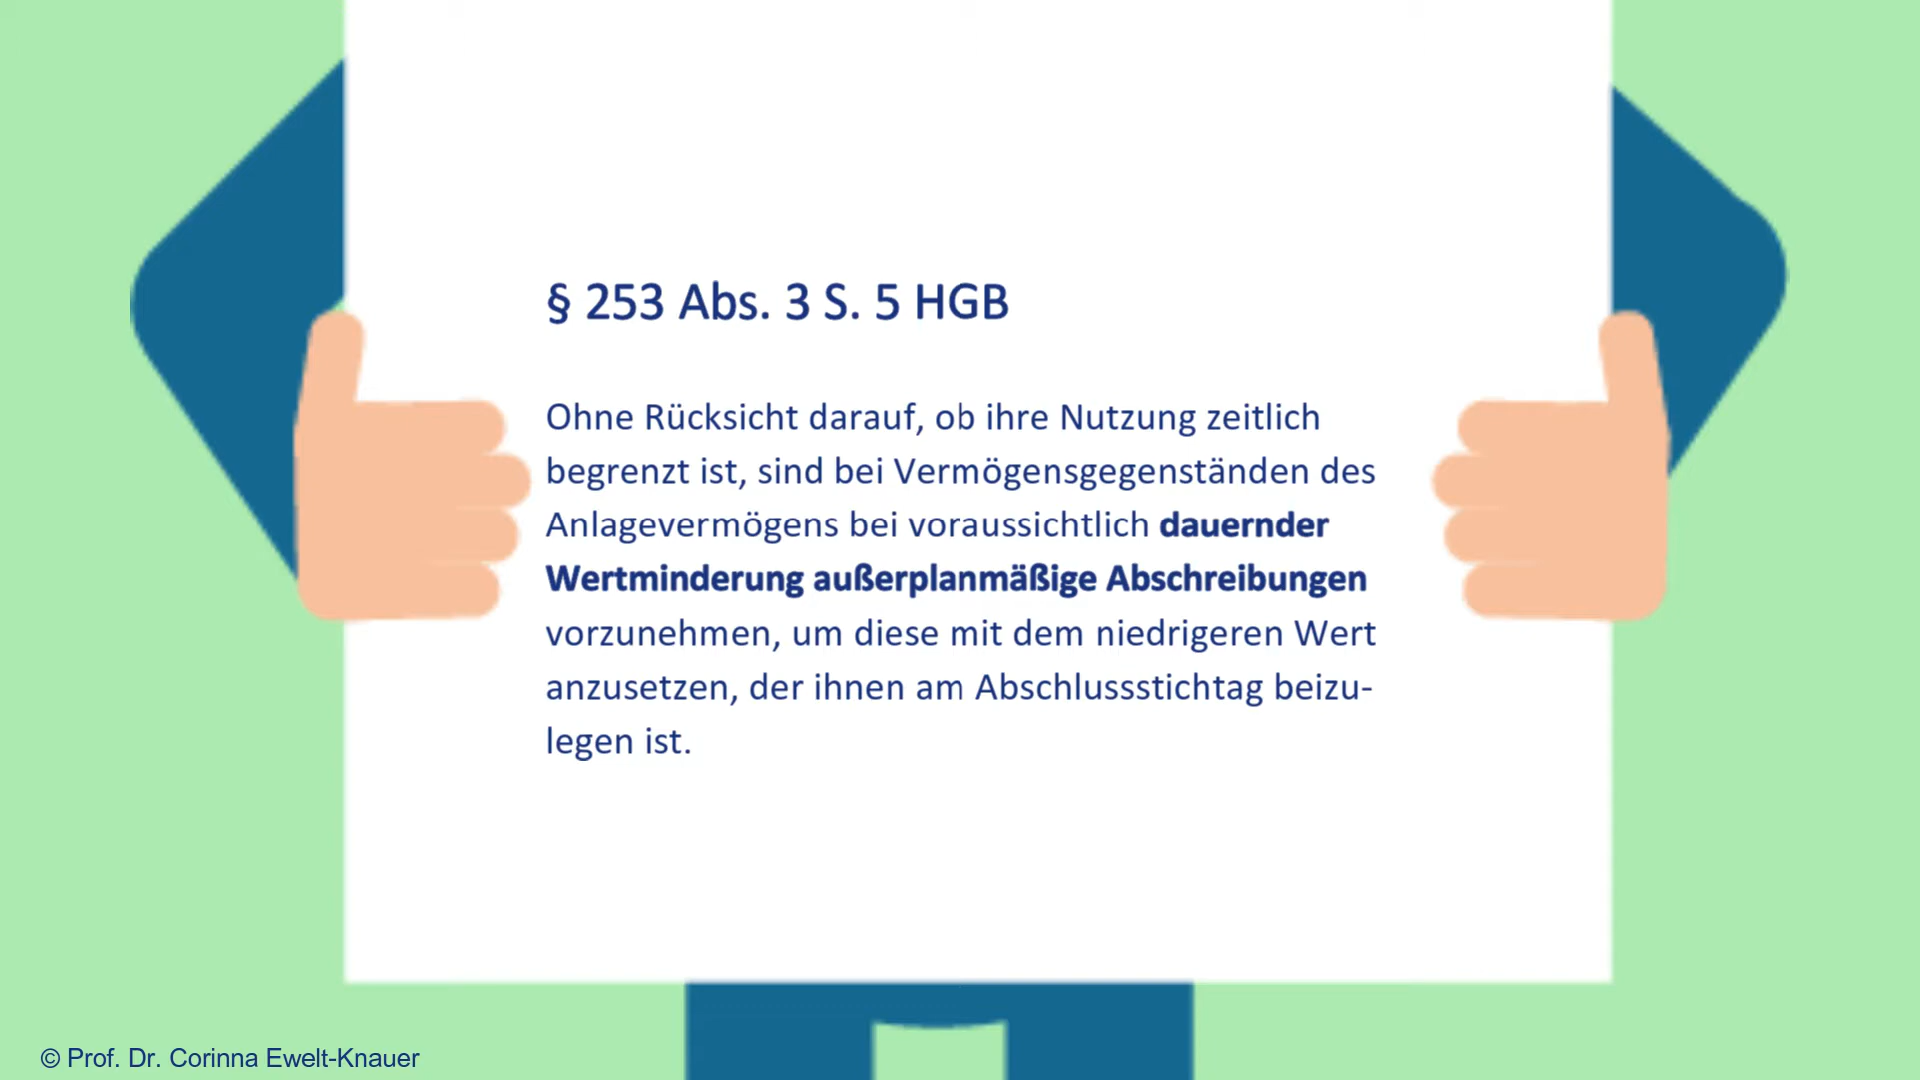 § 253 Abs. 3 S. 5 HGB
Ohne Rücksicht darauf, ob ihre Nutzung zeitlich
begrenzt ist, sind bei Vermögensgegenständen des
Anlagevermögens bei voraussichtlich dauernder
Wertminderung außerplanmäßige Abschreibungen
vorzunehmen, um diese mit dem niedrigeren Wert
anzusetzen, der ihnen am Abschlussstichtag beizu-
legen ist.
© Prof. Dr. Corinna Ewelt-Knauer